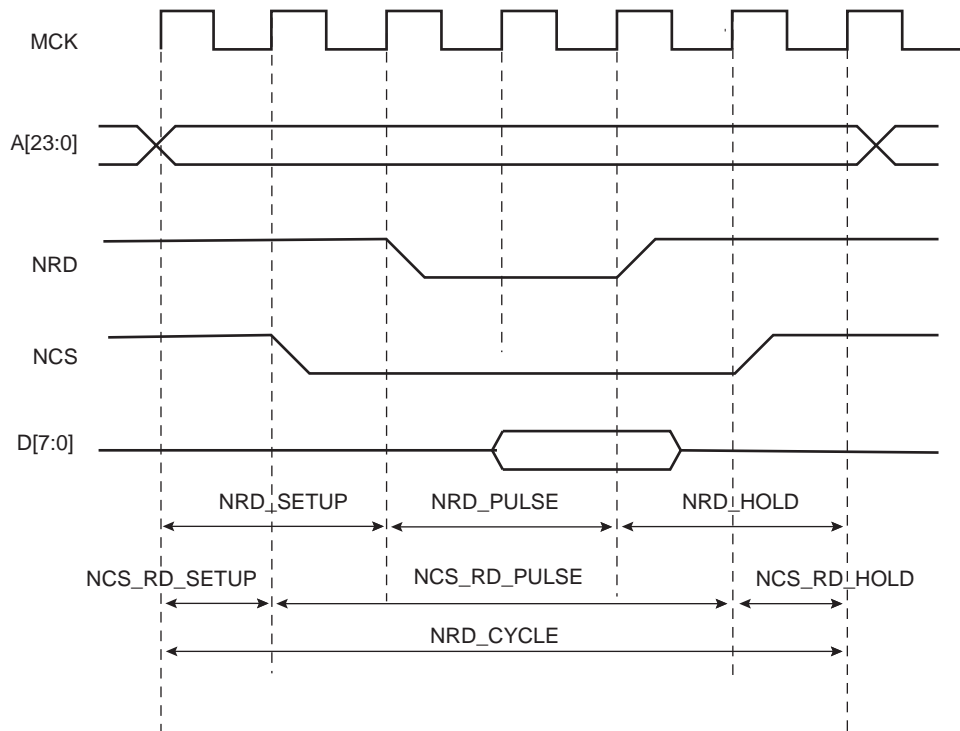 MCK
A[23:0]
NRD
NCS
D[7:0]
NRD_SETUP NRD_PULSE NRD_HOLD
NCS_RD_SETUP NCS_RD_PULSE NCS_RD_HOLD
NRD_CYCLE